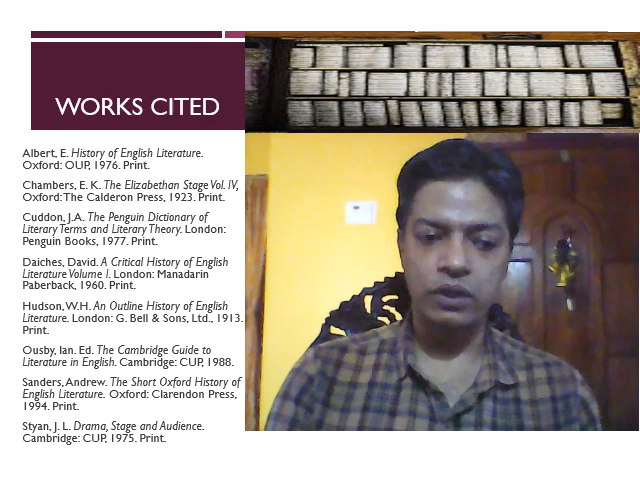 WORKS CITED
Albert, E. History of English Literature.
Oxford: OUP, 1976. Print.
Chambers, E. K. The Elizabethan Stage Vol. IV,
Oxford: The Calderon Press, 1923. Print.
Cuddon, J.A. The Penguin Dictionary of
Literary Terms and Literary Theory. London:
Penguin Books, 1977. Print.
Daiches, David. A Critical History of English
Literature Volume I. London: Manadarin
Paberback, 1960. Print.
Hudson, W.H. An Outline History of English
Literature. London: G. Bell & Sons, Ltd., 1913.
Print.
Ousby, Ian. Ed. The Cambridge Guide to
Literature in English. Cambridge: CUP, 1988.
Sanders, Andrew. The Short Oxford History of
English Literature. Oxford: Clarendon Press,
1994. Print.
Styan, J. L. Drama, Stage and Audience.
Cambridge: CUP, 1975. Print.